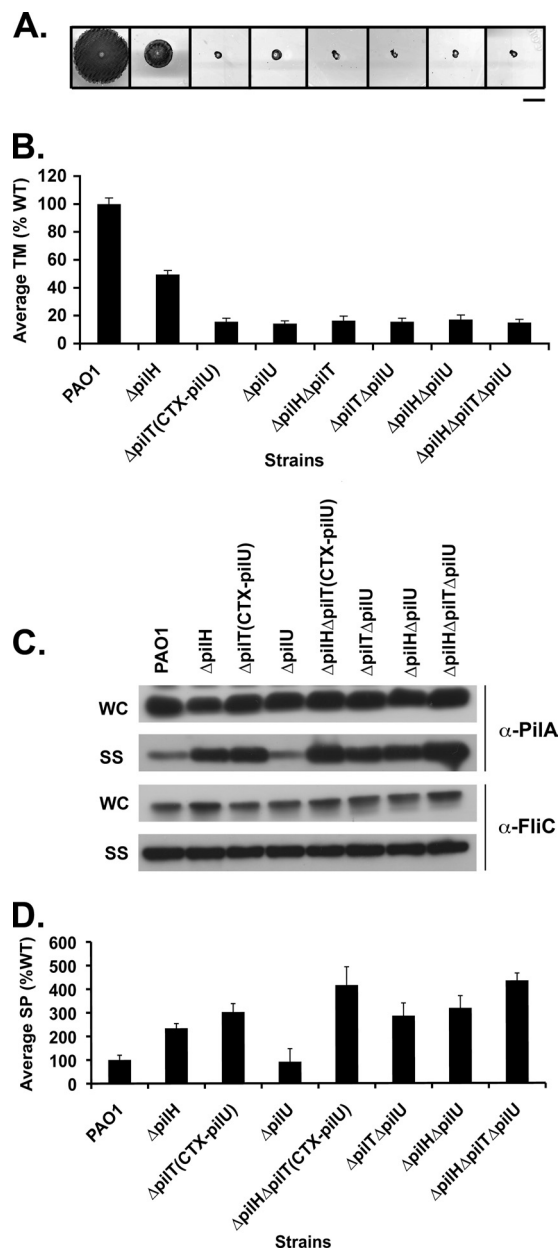 A.
B.
Average TM (% WT)
120
100
80
60
40
20
0
PAO1
ΔpilH
ΔpilT(CTX-pilU)
ΔpilU
ΔpilHΔpilT
ΔpilTΔpilU
ΔpilHΔpilU
ΔpilHΔpilTΔpilU
Strains
C.
PAO1
ΔpilH
ΔpilT(CTX-pilU)
ΔpilU
ΔpilHΔpilT(CTX-pilU)
ΔpilTΔpilU
ΔpilHΔpilU
ΔpilHΔpilTΔpilU
WC
SS
α-PilA
WC
SS
α-FliC
D.
Average SP (%WT)
600
500
400
300
200
100
0
PAO1
ΔpilH
ΔpilT(CTX-pilU)
ΔpilU
ΔpilHΔpilT(CTX-pilU)
ΔpilTΔpilU
ΔpilHΔpilU
ΔpilHΔpilTΔpilU
Strains